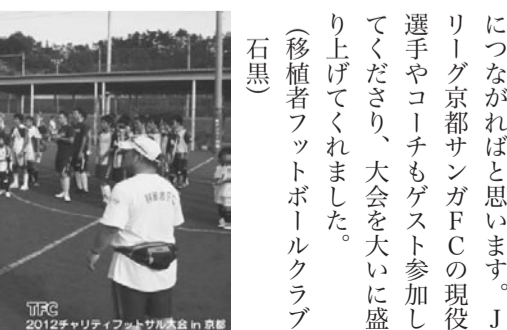 につながればと思います。J
リーグ京都サンガFCの現役
選手やコーチもゲスト参加し
てくださり、大会を大いに盛
り上げてくれました。
(移植者フットボールクラブ
石黒)
TFC
2012チャリティフットサル大会 in 京都